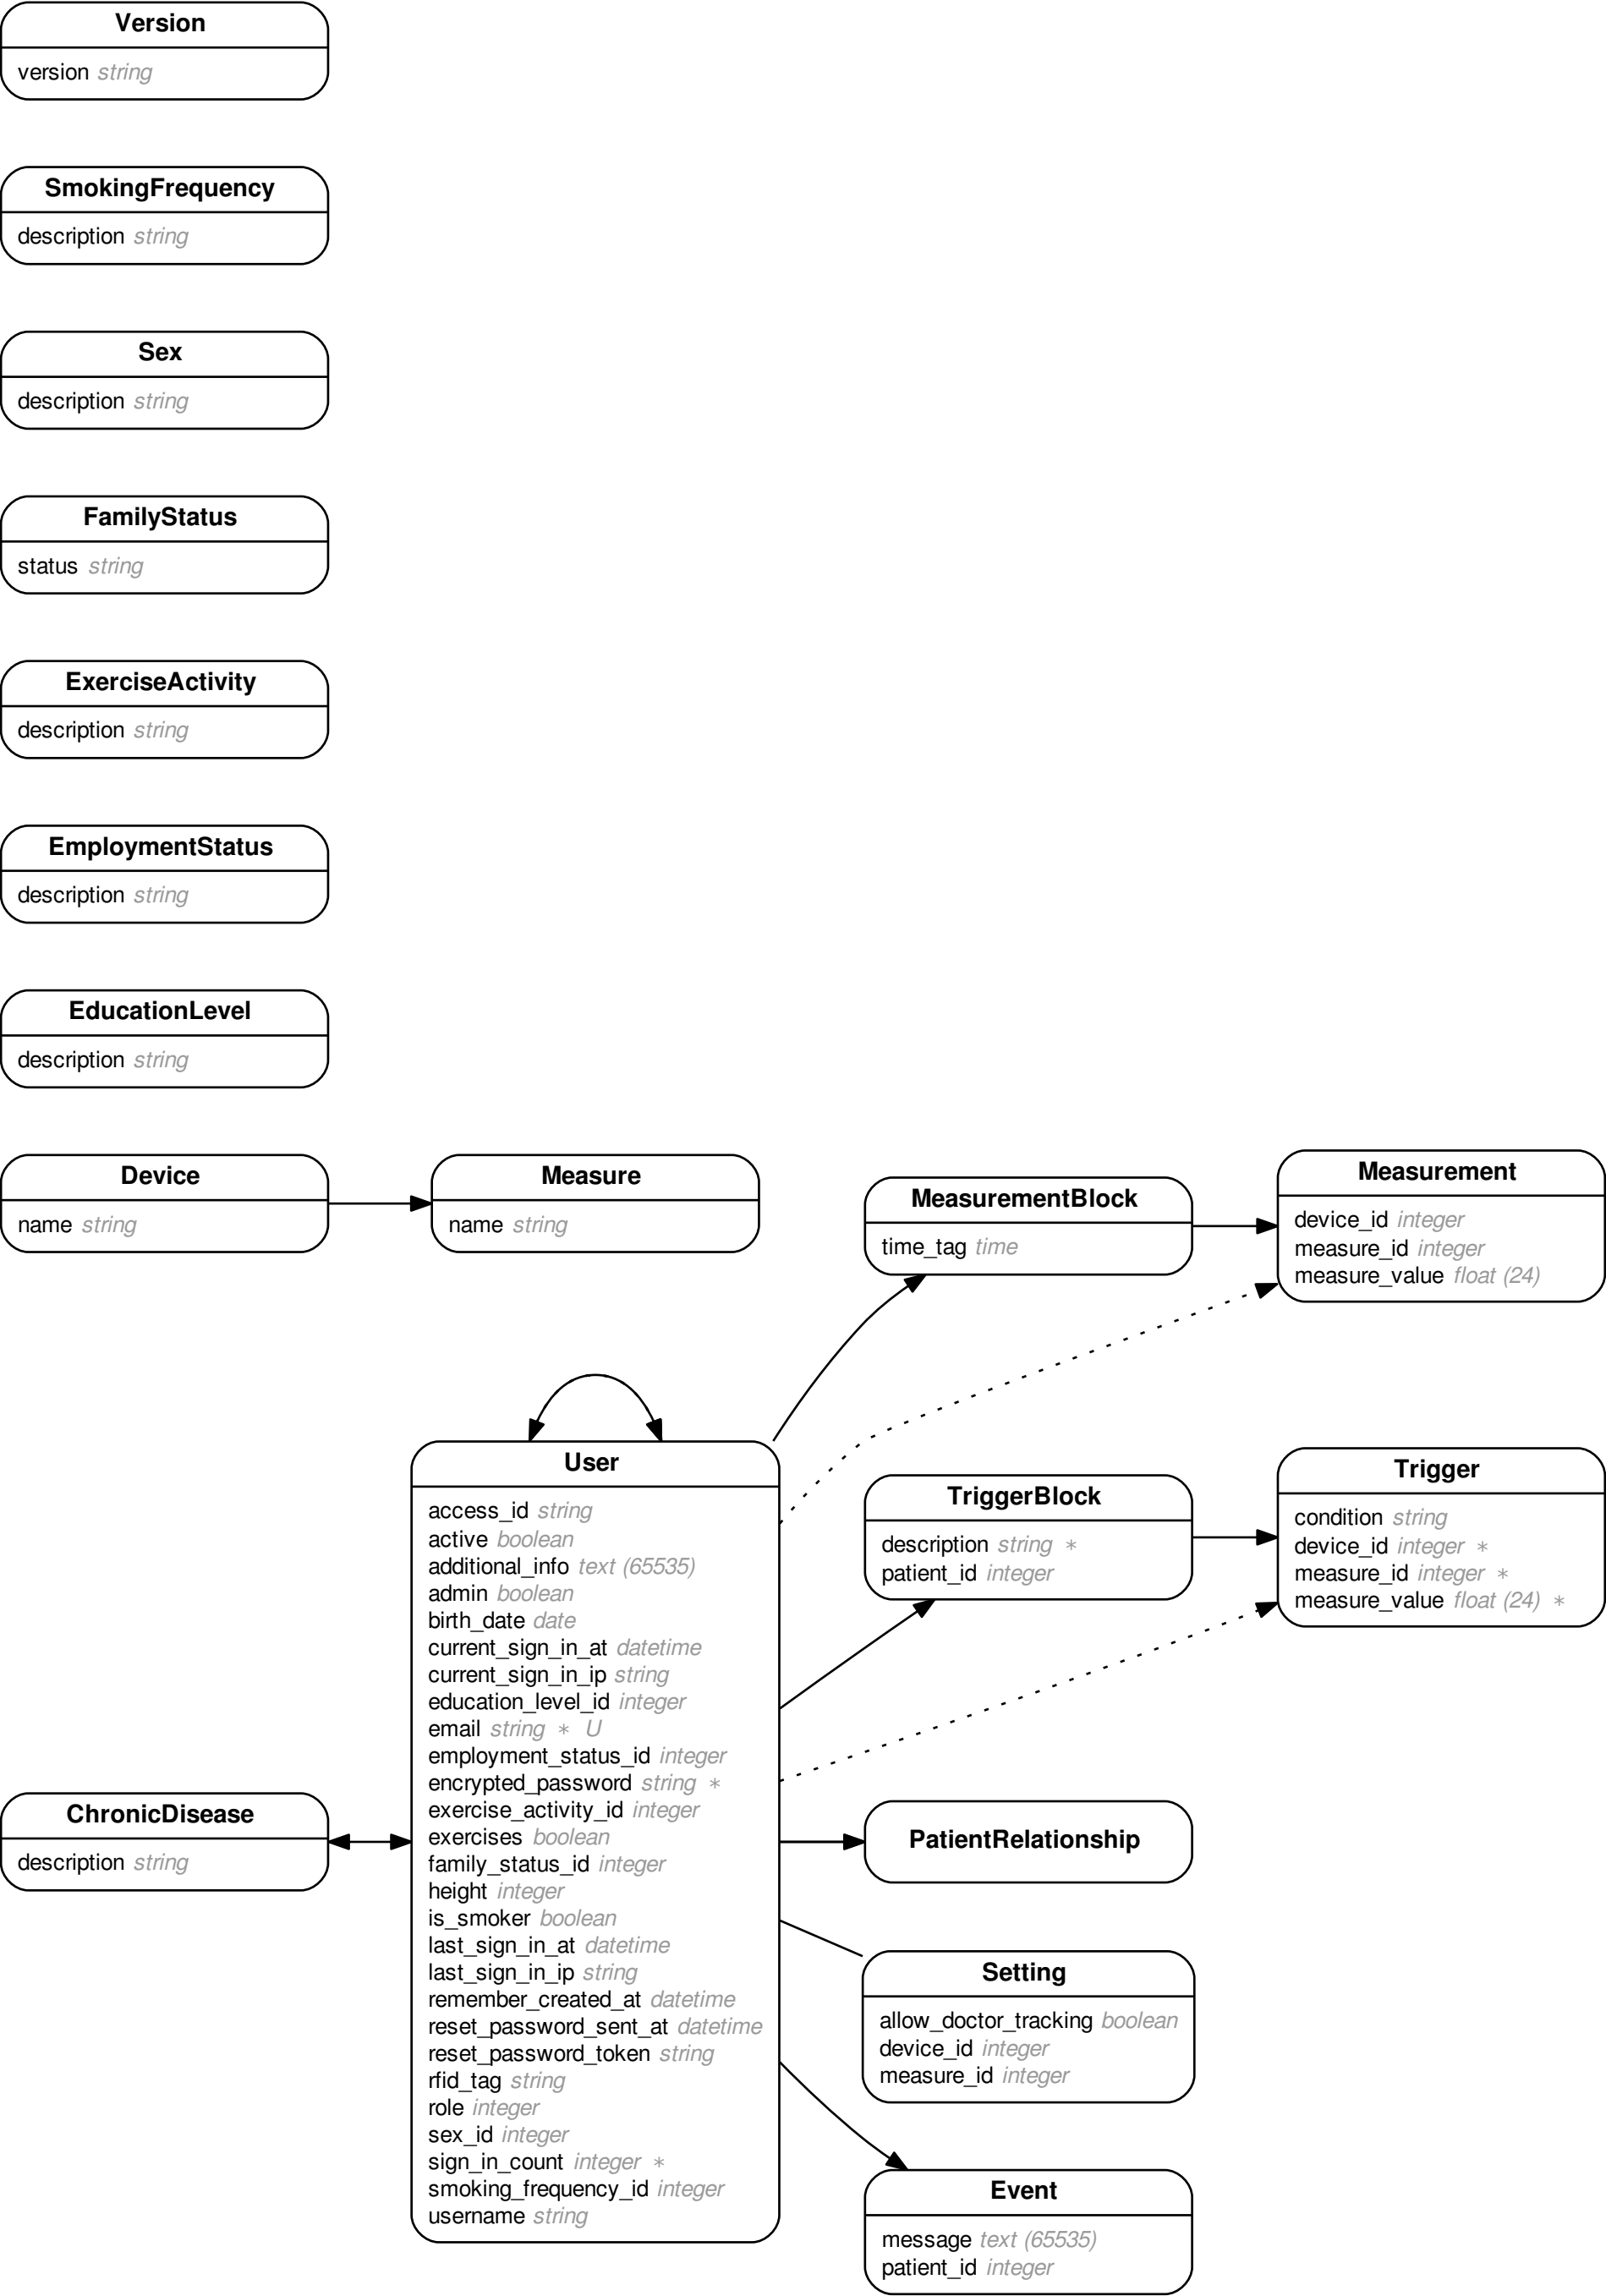 Version
version string
SmokingFrequency
description string
Sex
description string
FamilyStatus
status string
ExerciseActivity
description string
EmploymentStatus
description string
EducationLevel
description string
Device
name string
Measure
name string
MeasurementBlock
time_tag time
Measurement
device_id integer
measure_id integer
measure_value float (24)
User
access_id string
active boolean
additional_info text (65535)
admin boolean
birth_date date
current_sign_in_at datetime
current_sign_in_ip string
education_level_id integer
email string * U
employment_status_id integer
encrypted_password string *
exercise_activity_id integer
exercises boolean
family_status_id integer
height integer
is_smoker boolean
last_sign_in_at datetime
last_sign_in_ip string
remember_created_at datetime
reset_password_sent_at datetime
reset_password_token string
rfid_tag string
role integer
sex_id integer
sign_in_count integer *
smoking_frequency_id integer
username string
TriggerBlock
description string *
patient_id integer
Trigger
condition string
device_id integer *
measure_id integer *
measure_value float (24) *
ChronicDisease
description string
PatientRelationship
Setting
allow_doctor_tracking boolean
device_id integer
measure_id integer
Event
message text (65535)
patient_id integer